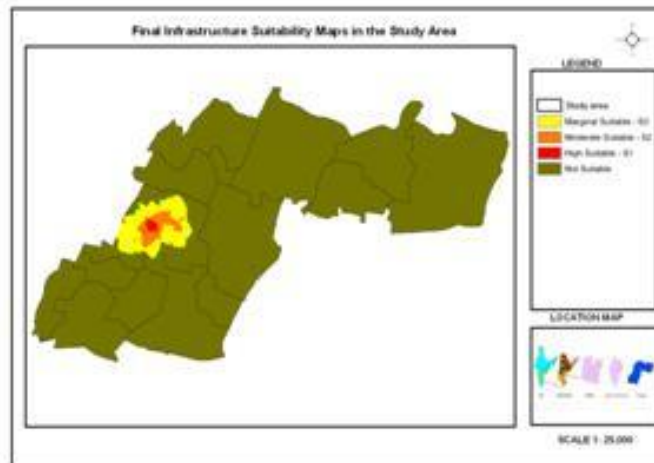 Final Infrastructure Suitability Maps in the Study Area
LEGEND
Study area
Marginal Suitable - S3
Moderate Suitable - S2
High Suitable - S1
Not Suitable
LOCATION MAP
SCALE 1: 25,000